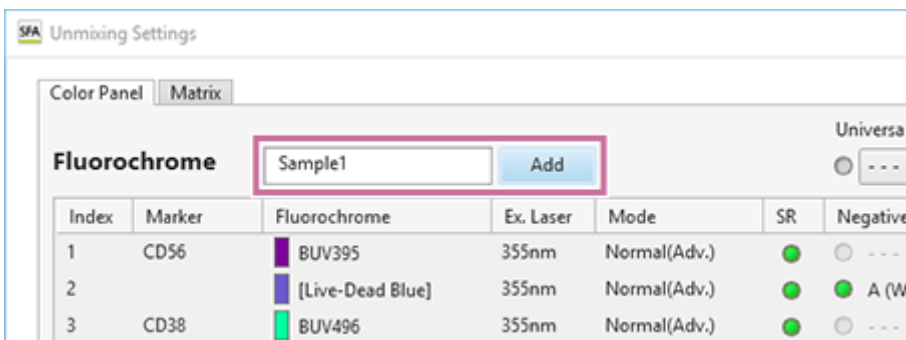 SFA Unmixing Settings
Color Panel Matrix
Universa
Fluorochrome Sample1 Add - - -
Index Marker Fluorochrome Ex. Laser Mode SR Negative
1 CD56 BUV395 355nm Normal(Adv.) - - -
2 [Live-Dead Blue] 355nm Normal(Adv.) A (W
3 CD38 BUV496 355nm Normal(Adv.) - - -